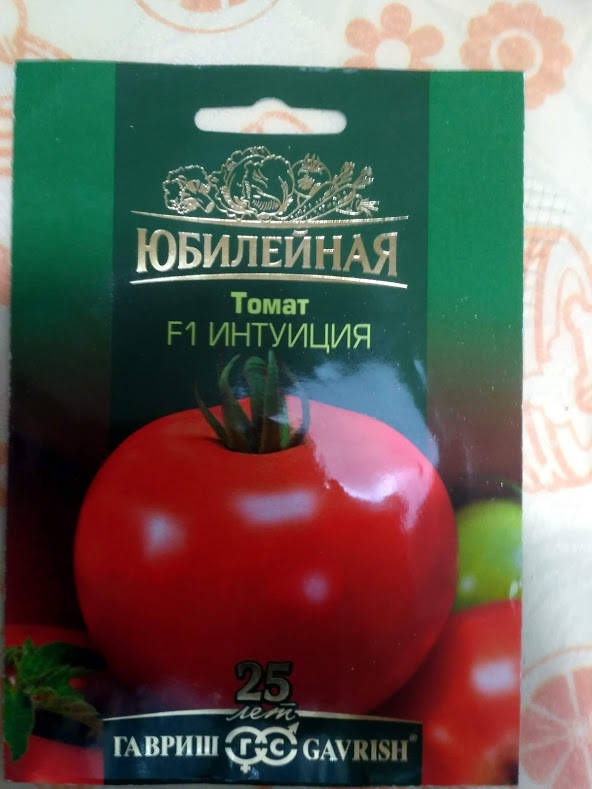 ЮБИЛЕЙНАЯ
Томат
F1 ИНТУИЦИЯ
25
лет
ГАВРИШ Г-С GAVRISH®